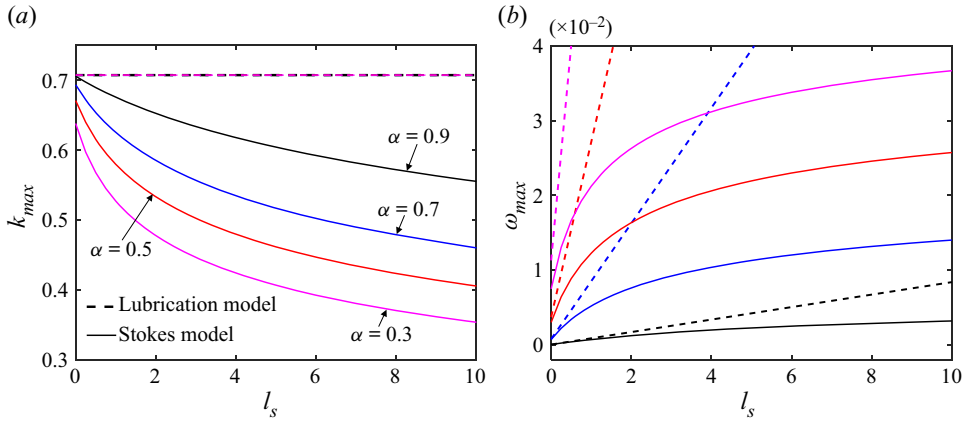 (a)
0.7
0.6
0.5
0.4
0.3
k_max
α = 0.9
α = 0.7
α = 0.5
α = 0.3
Lubrication model
Stokes model
0 2 4 6 8 10
l_s
(b)
(×10⁻²)
4
3
2
1
0
ω_max
0 2 4 6 8 10
l_s